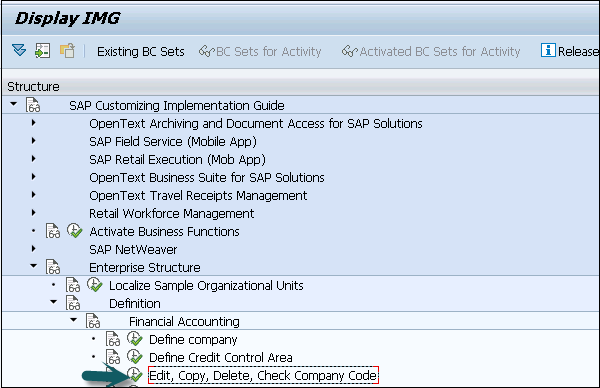 Display IMG
Existing BC Sets BC Sets for Activity Activated BC Sets for Activity Release
Structure
SAP Customizing Implementation Guide
OpenText Archiving and Document Access for SAP Solutions
SAP Field Service (Mobile App)
SAP Retail Execution (Mob App)
OpenText Business Suite for SAP Solutions
OpenText Travel Receipts Management
Retail Workforce Management
Activate Business Functions
SAP NetWeaver
Enterprise Structure
Localize Sample Organizational Units
Definition
Financial Accounting
Define company
Define Credit Control Area
Edit, Copy, Delete, Check Company Code